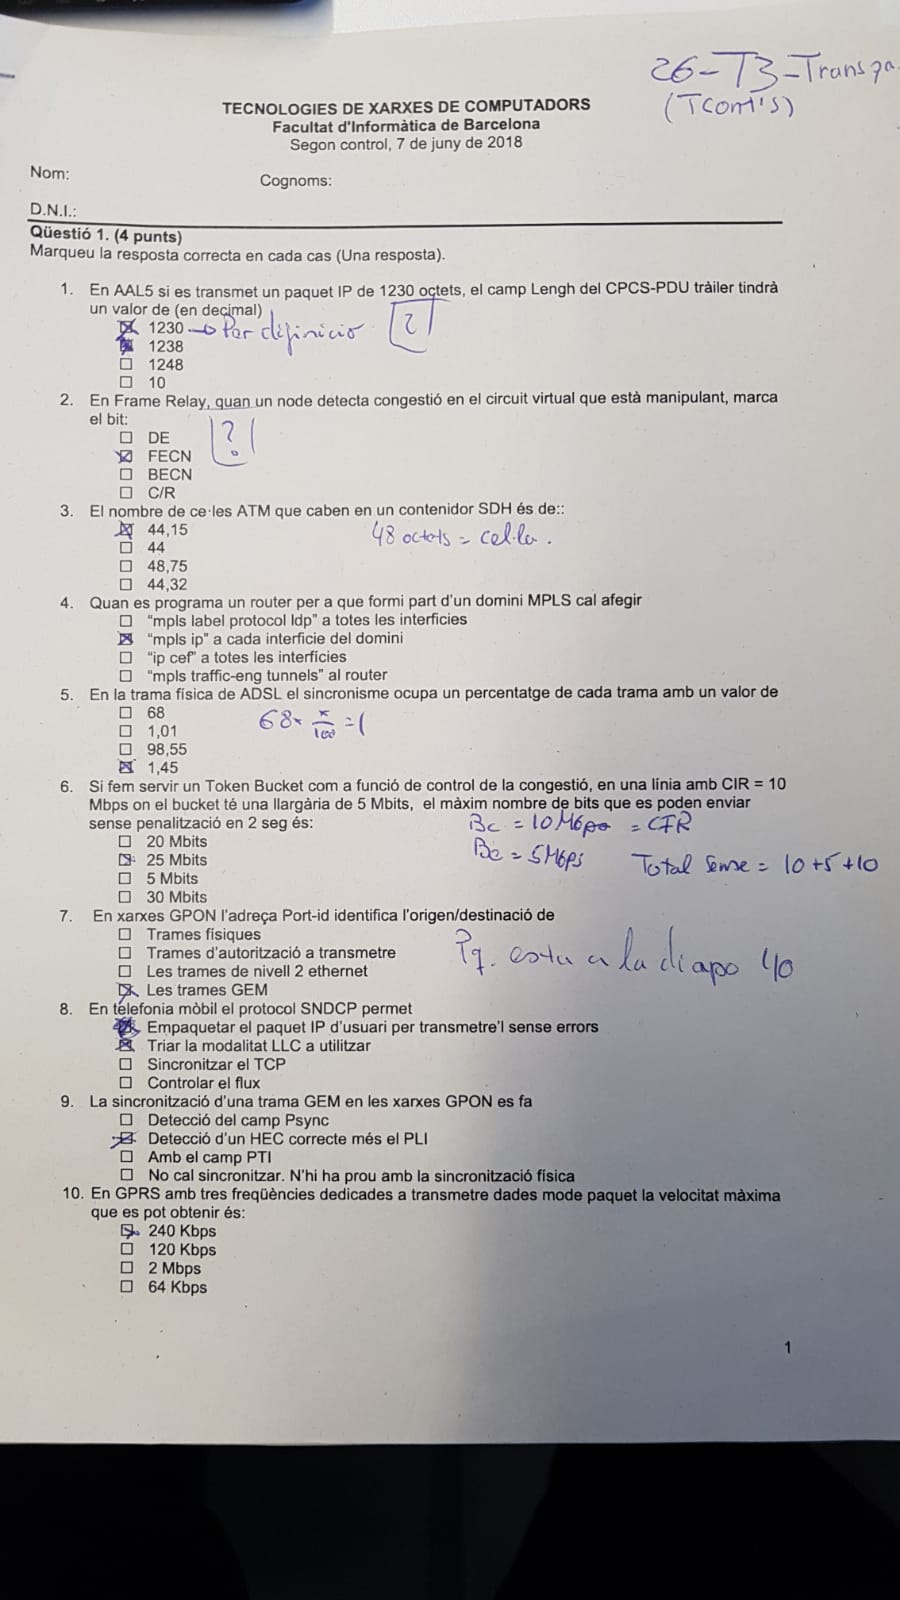 26-T3-Transpa.
(TCont's)
TECNOLOGIES DE XARXES DE COMPUTADORS
Facultat d'Informàtica de Barcelona
Segon control, 7 de juny de 2018
Nom:
Cognoms:
D.N.I.:
Qüestió 1. (4 punts)
Marqueu la resposta correcta en cada cas (Una resposta).
1. En AAL5 si es transmet un paquet IP de 1230 octets, el camp Lengh del CPCS-PDU tràiler tindrà
un valor de (en decimal)
1230 → Per definicio ?
1238
1248
10
2. En Frame Relay, quan un node detecta congestió en el circuit virtual que està manipulant, marca
el bit:
DE
FECN ?
BECN
C/R
3. El nombre de ce·les ATM que caben en un contenidor SDH és de::
44,15
48 octets = cel·la.
44
48,75
44,32
4. Quan es programa un router per a que formi part d'un domini MPLS cal afegir
"mpls label protocol ldp" a totes les interficies
"mpls ip" a cada interficie del domini
"ip cef" a totes les interfícies
"mpls traffic-eng tunnels" al router
5. En la trama física de ADSL el sincronisme ocupa un percentatge de cada trama amb un valor de
68
68· x/100 = 1
1,01
98,55
1,45
6. Si fem servir un Token Bucket com a funció de control de la congestió, en una línia amb CIR = 10
Mbps on el bucket té una llargària de 5 Mbits, el màxim nombre de bits que es poden enviar
sense penalització en 2 seg és:
Bc = 10Mbps = CIR
20 Mbits
25 Mbits
Be = 5Mbps Total Sense = 10+5+10
5 Mbits
30 Mbits
7. En xarxes GPON l'adreça Port-id identifica l'origen/destinació de
Trames físiques
Trames d'autorització a transmetre
Pq. esta a la diapo 40
Les trames de nivell 2 ethernet
Les trames GEM
8. En telefonia mòbil el protocol SNDCP permet
Empaquetar el paquet IP d'usuari per transmetre'l sense errors
Triar la modalitat LLC a utilitzar
Sincronitzar el TCP
Controlar el flux
9. La sincronització d'una trama GEM en les xarxes GPON es fa
Detecció del camp Psync
Detecció d'un HEC correcte més el PLI
Amb el camp PTI
No cal sincronitzar. N'hi ha prou amb la sincronització física
10. En GPRS amb tres freqüències dedicades a transmetre dades mode paquet la velocitat màxima
que es pot obtenir és:
240 Kbps
120 Kbps
2 Mbps
64 Kbps
1